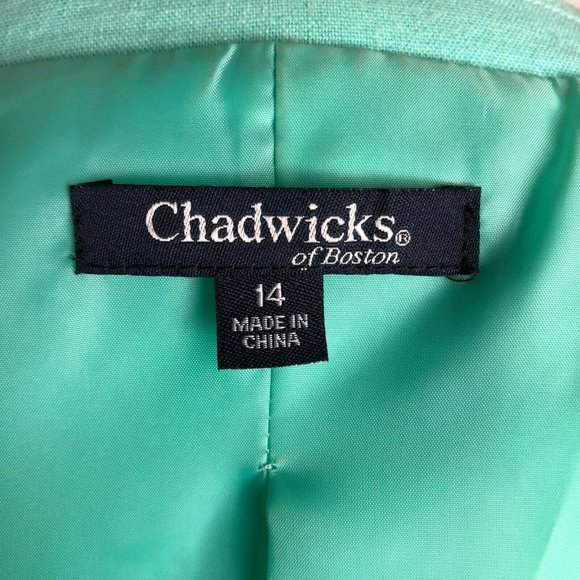 Chadwicks®
of Boston
14
MADE IN
CHINA